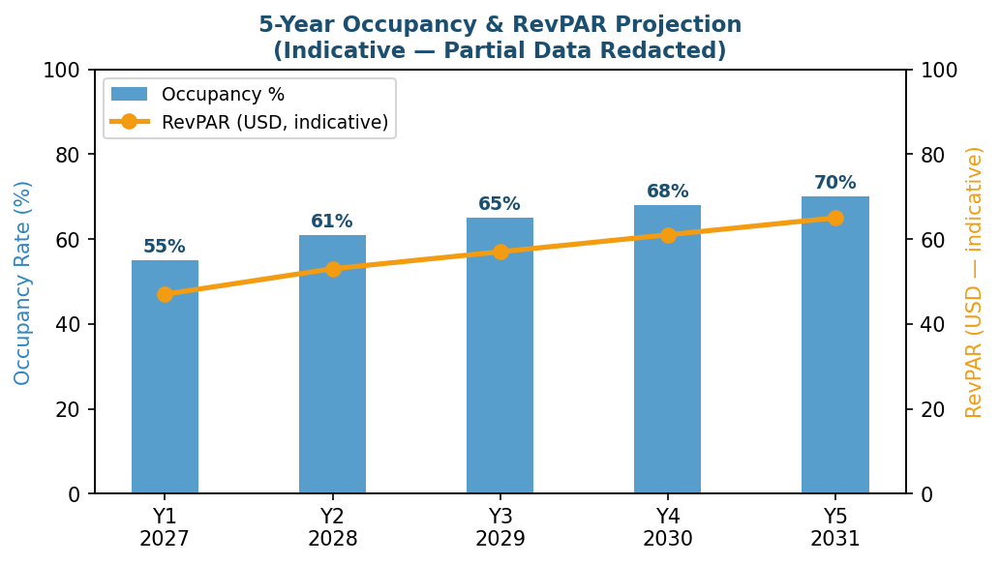 5-Year Occupancy & RevPAR Projection
(Indicative — Partial Data Redacted)
Occupancy %
RevPAR (USD, indicative)
Occupancy Rate (%)
100
80
60
40
20
0
55%
61%
65%
68%
70%
100
80
60
40
20
0
RevPAR (USD — indicative)
Y1
2027
Y2
2028
Y3
2029
Y4
2030
Y5
2031